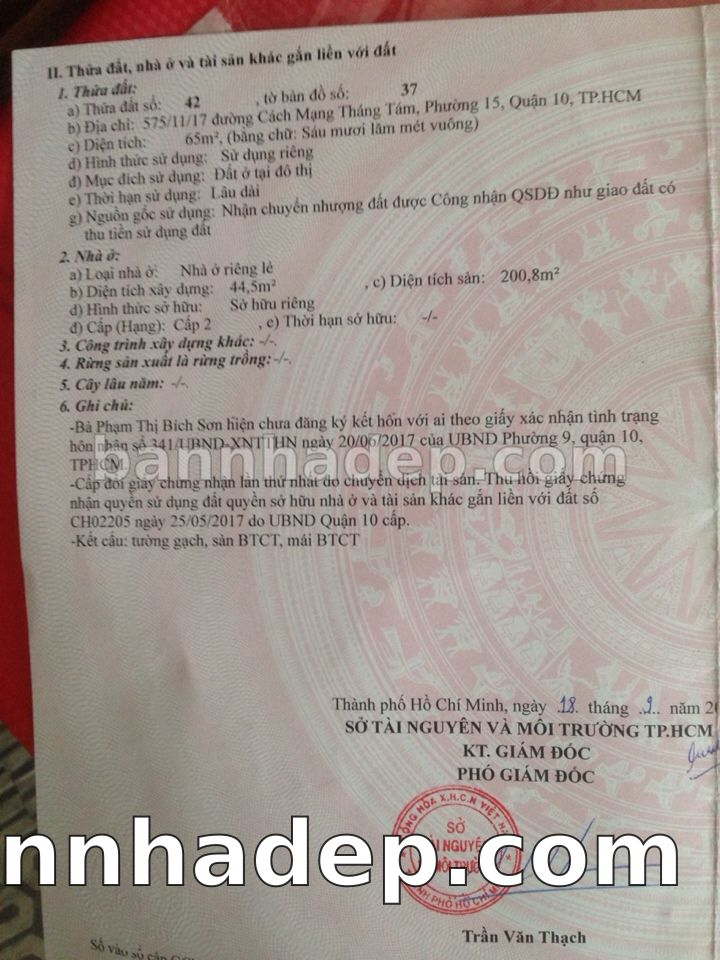 II. Thửa đất, nhà ở và tài sản khác gắn liền với đất
1. Thửa đất:
a) Thửa đất số: 42 , tờ bản đồ số: 37
b) Địa chỉ: 575/11/17 đường Cách Mạng Tháng Tám, Phường 15, Quận 10, TP.HCM
c) Diện tích: 65m², (bằng chữ: Sáu mươi lăm mét vuông)
d) Hình thức sử dụng: Sử dụng riêng
đ) Mục đích sử dụng: Đất ở tại đô thị
e) Thời hạn sử dụng: Lâu dài
g) Nguồn gốc sử dụng: Nhận chuyển nhượng đất được Công nhận QSDĐ như giao đất có
thu tiền sử dụng đất
2. Nhà ở:
a) Loại nhà ở: Nhà ở riêng lẻ
b) Diện tích xây dựng: 44,5m² , c) Diện tích sàn: 200,8m²
d) Hình thức sở hữu: Sở hữu riêng
đ) Cấp (Hạng): Cấp 2 , e) Thời hạn sở hữu: -/-
3. Công trình xây dựng khác: -/-.
4. Rừng sản xuất là rừng trồng: -/-.
5. Cây lâu năm: -/-.
6. Ghi chú:
-Bà Phạm Thị Bích Sơn hiện chưa đăng ký kết hôn với ai theo giấy xác nhận tình trạng
hôn nhân số 341/UBND-XNTTHN ngày 20/06/2017 của UBND Phường 9, quận 10,
TPHCM.
bannhadep.com
-Cấp đổi giấy chứng nhận lần thứ nhất do chuyển dịch tài sản. Thu hồi giấy chứng
nhận quyền sử dụng đất quyền sở hữu nhà ở và tài sản khác gắn liền với đất số
CH02205 ngày 25/05/2017 do UBND Quận 10 cấp.
-Kết cấu: tường gạch, sàn BTCT, mái BTCT
Thành phố Hồ Chí Minh, ngày 18 tháng 9 năm 2
SỞ TÀI NGUYÊN VÀ MÔI TRƯỜNG TP.HCM
KT. GIÁM ĐỐC
PHÓ GIÁM ĐỐC
SỞ
nnhadep.com
Trần Văn Thạch
Số vào sổ cấp